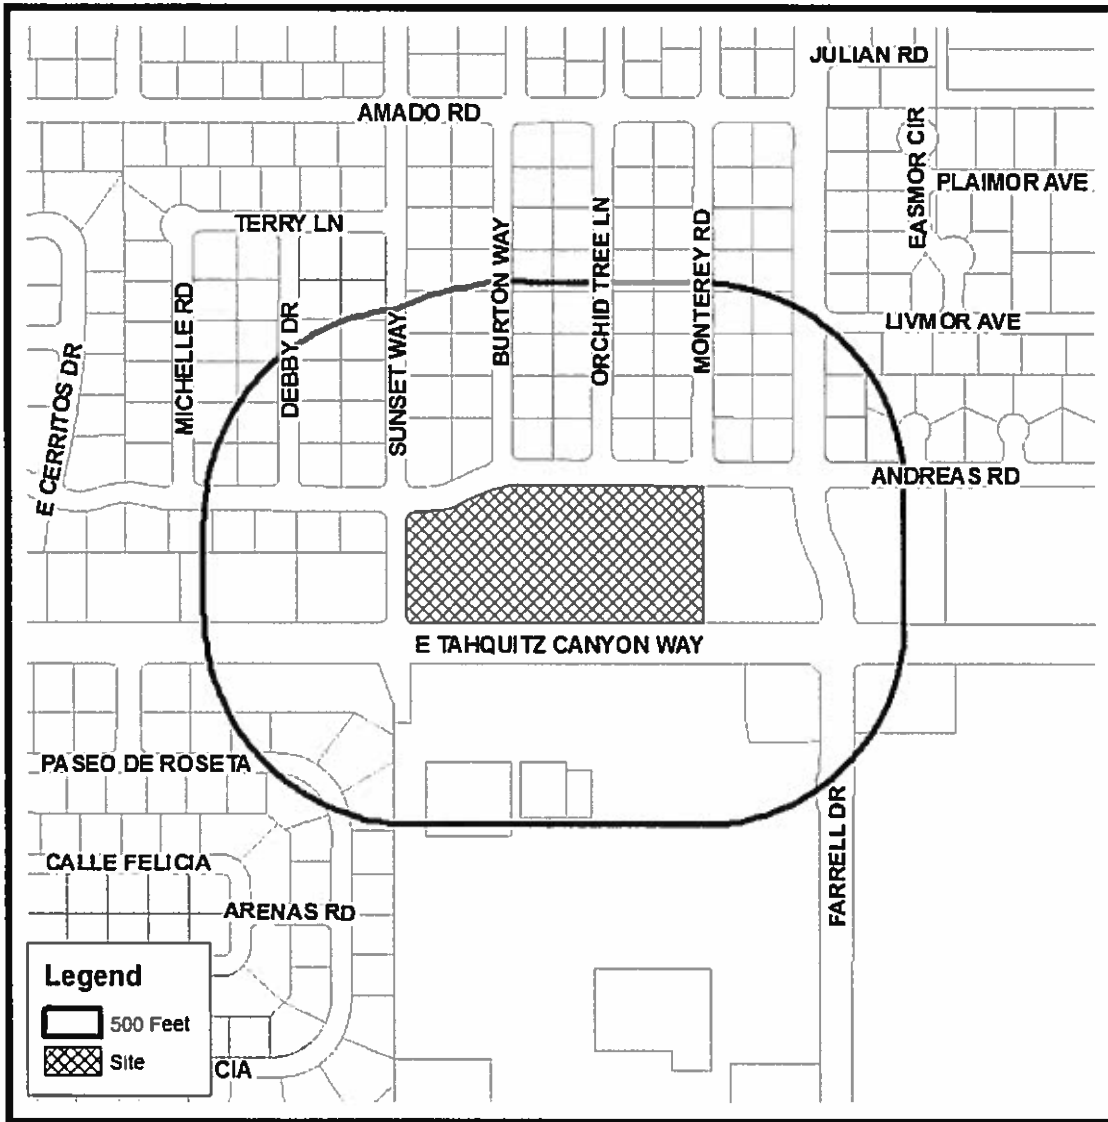 JULIAN RD
AMADO RD
EASMOR CIR
PLAIMOR AVE
TERRY LN
BURTON WAY
ORCHID TREE LN
MONTEREY RD
MICHELLE RD
DEBBY DR
SUNSET WAY
LIVMOR AVE
E CERRITOS DR
ANDREAS RD
E TAHQUITZ CANYON WAY
PASEO DE ROSETA
FARRELL DR
CALLE FELICIA
ARENAS RD
Legend
500 Feet
Site
CIA